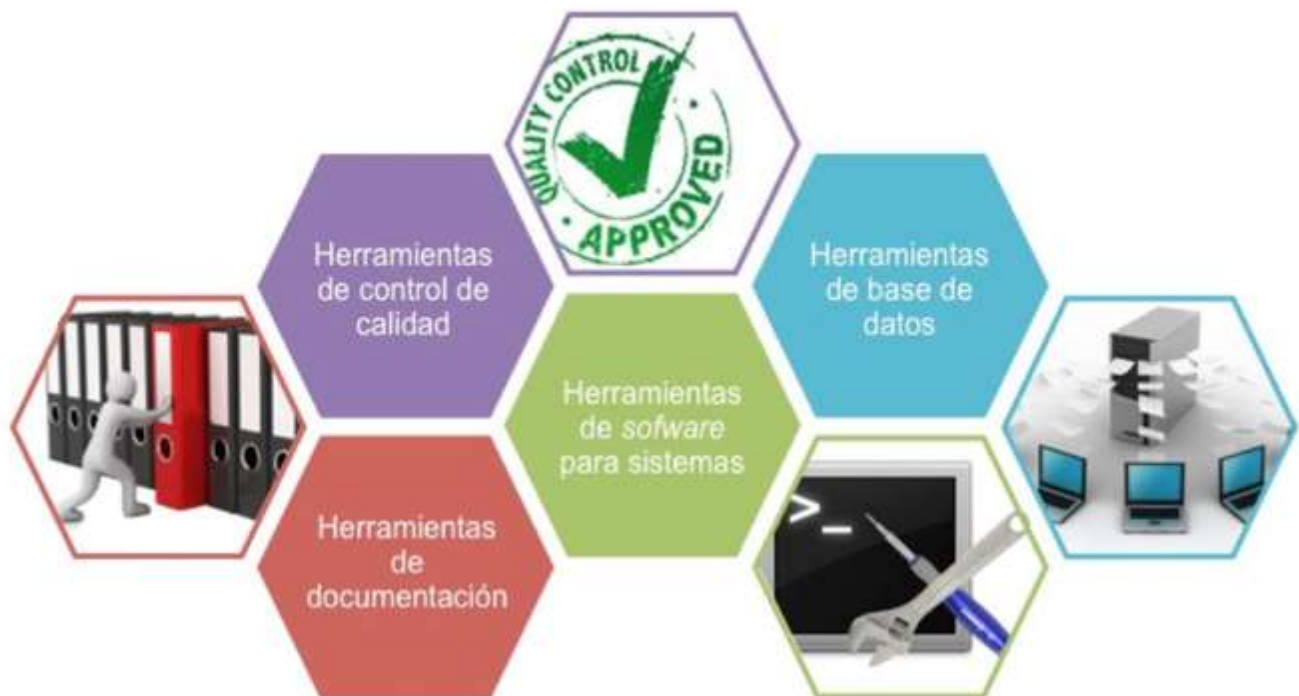 QUALITY CONTROL
APPROVED
Herramientas
de control de
calidad
Herramientas
de base de
datos
Herramientas
de sofware
para sistemas
Herramientas
de
documentación
>_